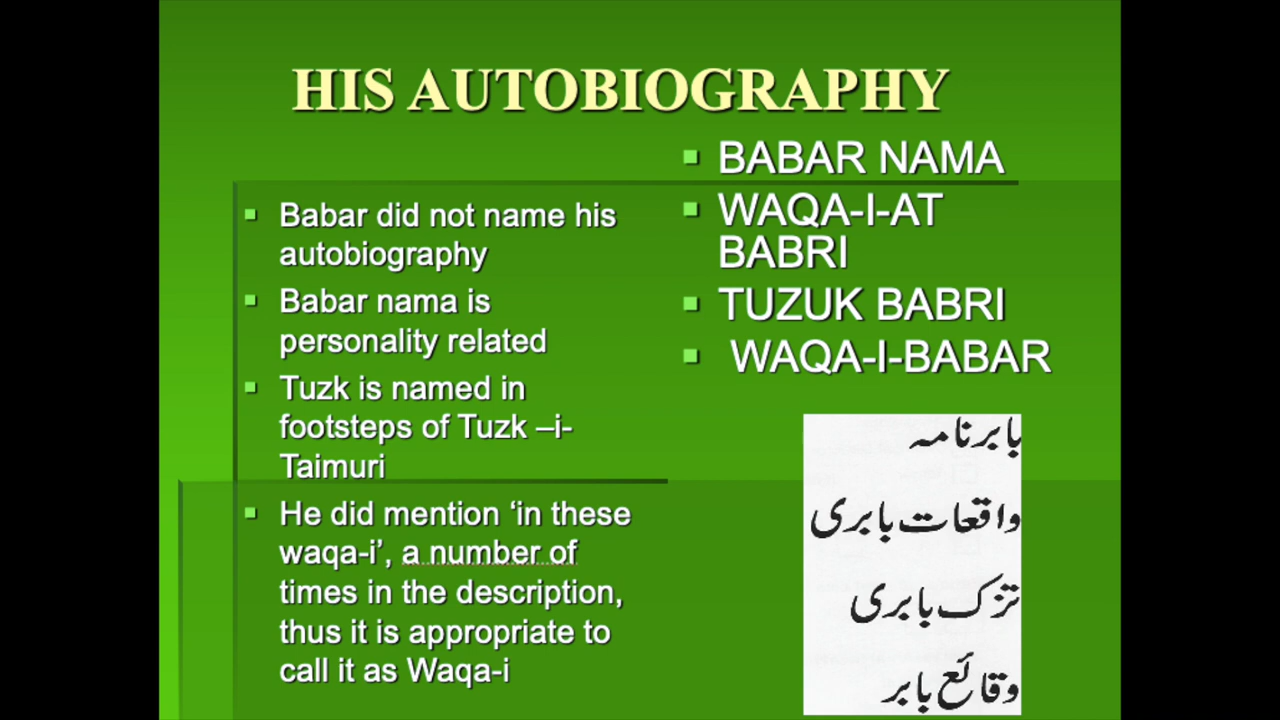 HIS AUTOBIOGRAPHY
Babar did not name his
autobiography
Babar nama is
personality related
Tuzk is named in
footsteps of Tuzk –i-
Taimuri
He did mention ‘in these
waqa-i’, a number of
times in the description,
thus it is appropriate to
call it as Waqa-i
BABAR NAMA
WAQA-I-AT
BABRI
TUZUK BABRI
WAQA-I-BABAR
بابرنامہ
واقعات بابری
تزک بابری
وقائع بابر